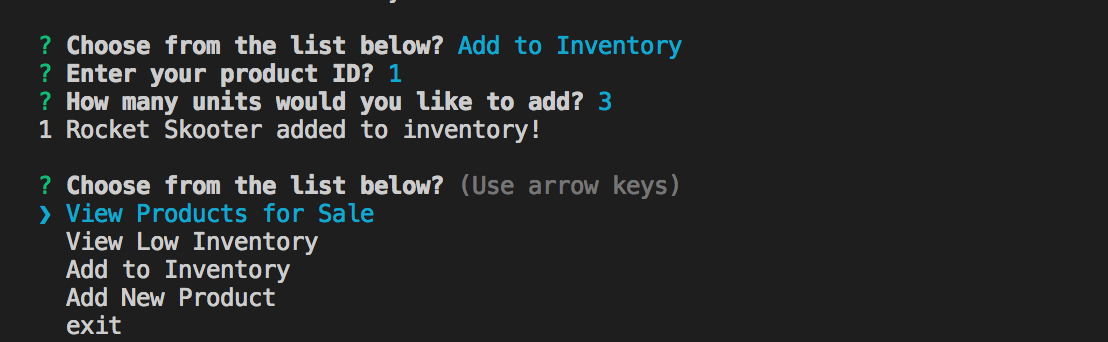 ? Choose from the list below? Add to Inventory
? Enter your product ID? 1
? How many units would you like to add? 3
1 Rocket Skooter added to inventory!
? Choose from the list below? (Use arrow keys)
❯ View Products for Sale
View Low Inventory
Add to Inventory
Add New Product
exit